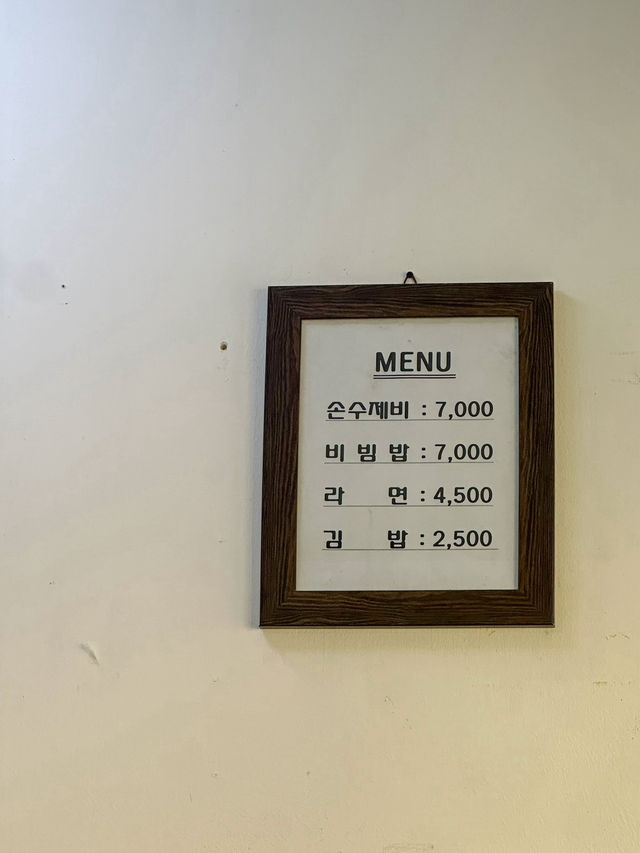 MENU
손수제비 : 7,000
비 빔 밥 : 7,000
라 면 : 4,500
김 밥 : 2,500